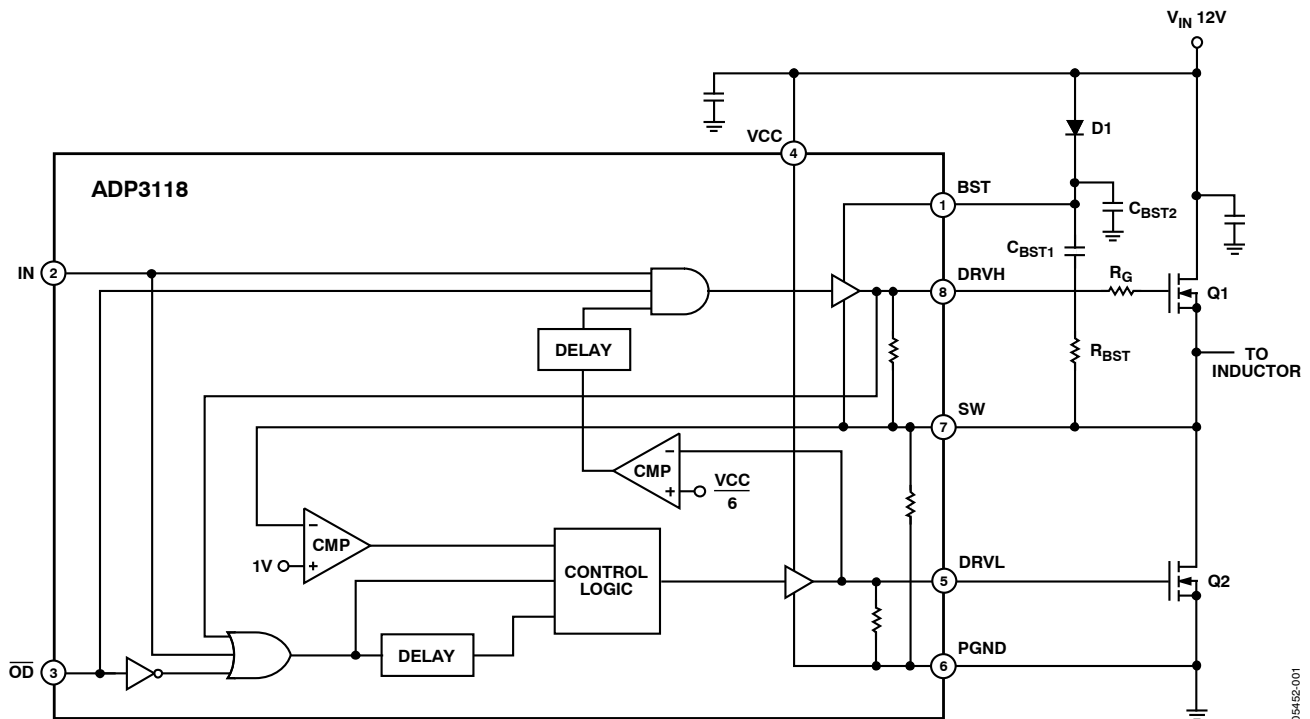 VIN 12V
VCC
4
D1
ADP3118
BST
1
CBST2
CBST1
IN 2
DRVH
8
RG
Q1
DELAY
RBST
TO
INDUCTOR
SW
7
CMP
−
+
VCC
6
−
CMP
1V +
CONTROL
LOGIC
DRVL
5
Q2
DELAY
PGND
6
OD 3
05452-001